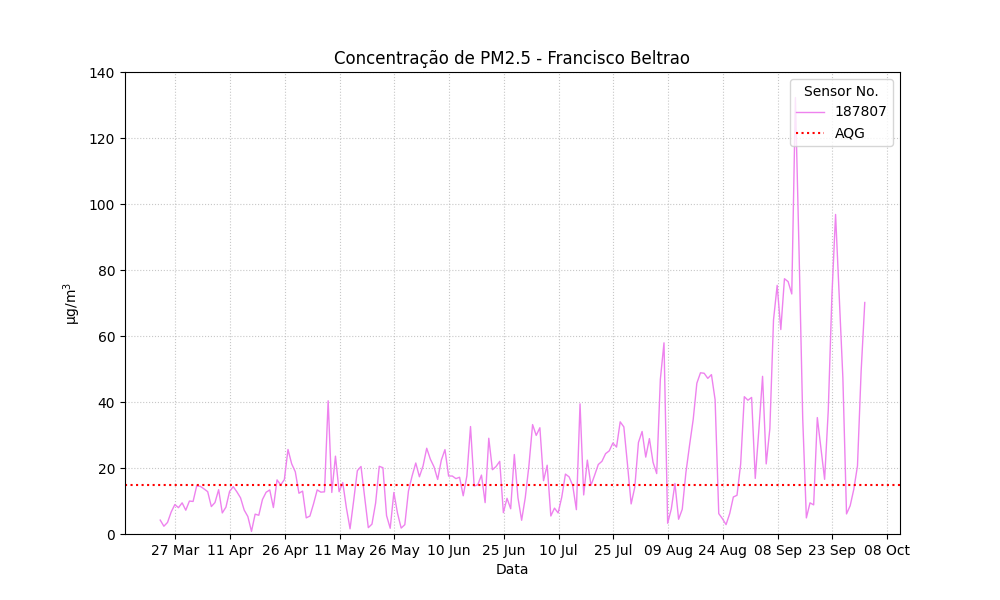 Concentração de PM2.5 - Francisco Beltrao
Sensor No.
187807
AQG
140
120
100
80
60
40
20
0
µg/m³
27 Mar 11 Apr 26 Apr 11 May 26 May 10 Jun 25 Jun 10 Jul 25 Jul 09 Aug 24 Aug 08 Sep 23 Sep 08 Oct
Data